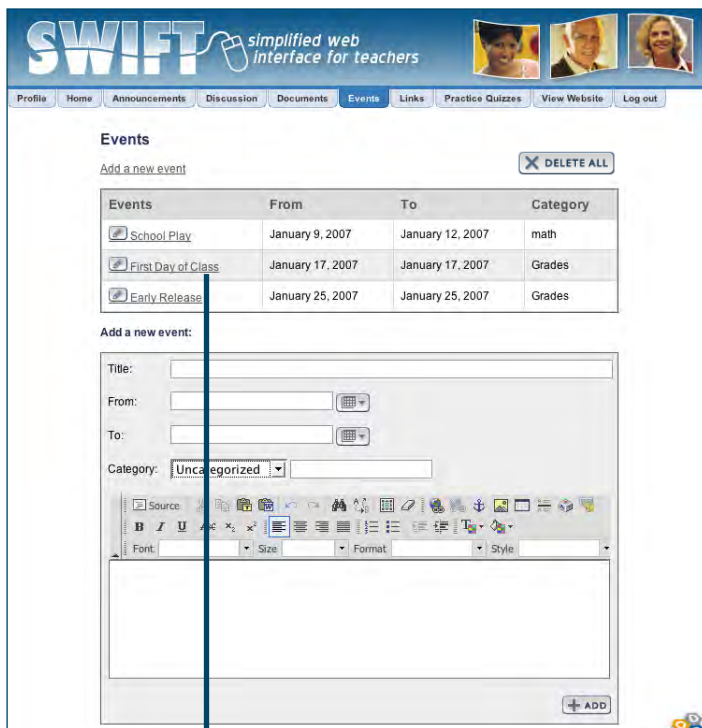 SWIFT simplified web
interface for teachers
Profile Home Announcements Discussion Documents Events Links Practice Quizzes View Website Log out
Events
Add a new event DELETE ALL
Events From To Category
School Play January 9, 2007 January 12, 2007 math
First Day of Class January 17, 2007 January 17, 2007 Grades
Early Release January 25, 2007 January 25, 2007 Grades
Add a new event:
Title:
From:
To:
Category: Uncategorized
Source
B I U ABC x₂ x²
Font Size Format Style
ADD